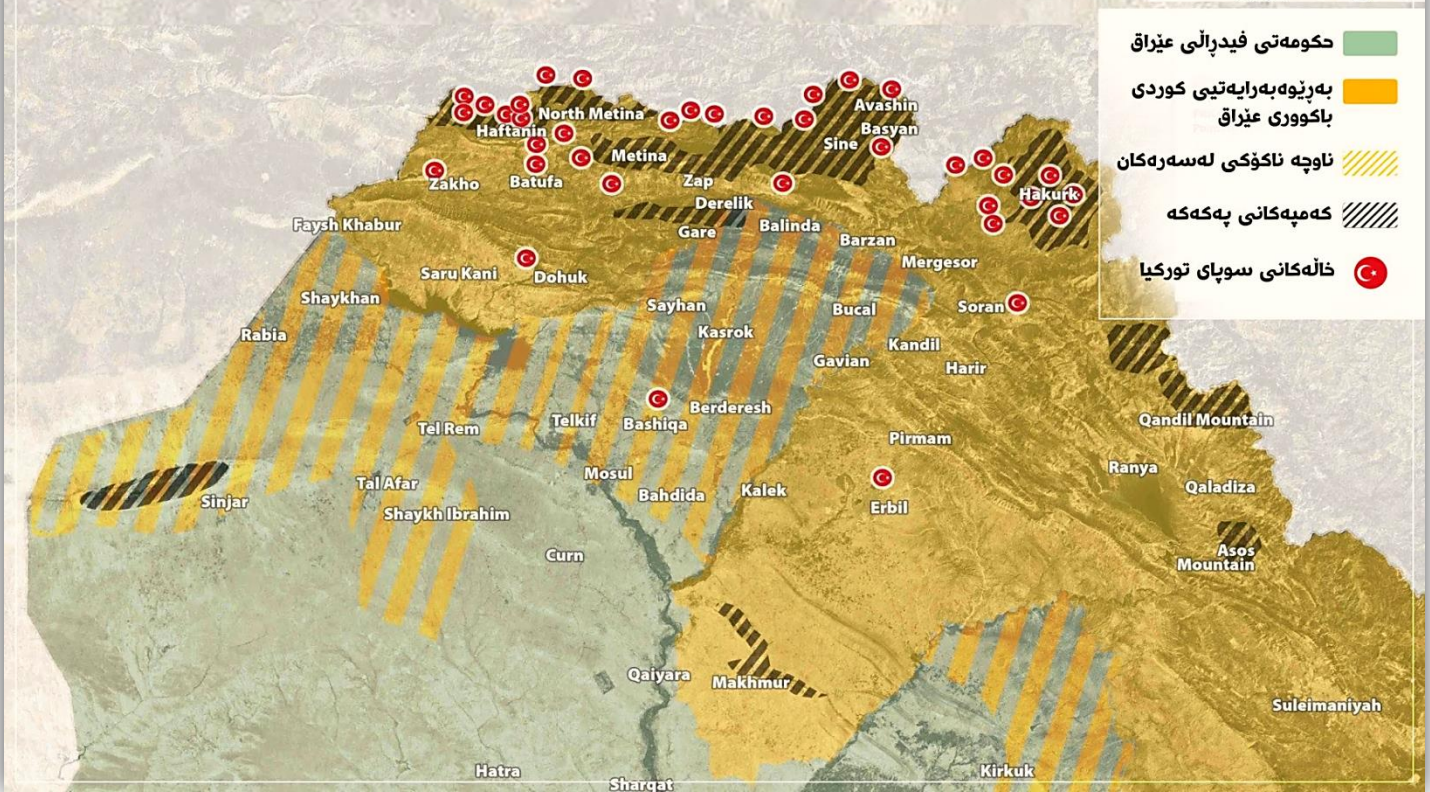 حکومەتی فیدڕاڵی عێراق
بەڕێوەبەرایەتیی کوردی
باکووری عێراق
ناوچە ناکۆکی لەسەرەکان
کەمپەکانی پەکەکە
خاڵەکانی سوپای تورکیا
Avashin
North Metina
Haftanin
Basyan
Sine
Metina
Zakho
Batufa
Zap
Hakurk
Derelik
Faysh Khabur
Gare
Balinda
Barzan
Mergesor
Saru Kani
Dohuk
Shaykhan
Sayhan
Bucal
Soran
Rabia
Kasrok
Kandil
Gavian
Harir
Berderesh
Telkif
Bashiqa
Tel Rem
Qandil Mountain
Pirmam
Mosul
Ranya
Tal Afar
Bahdida
Kalek
Qaladiza
Sinjar
Shaykh Ibrahim
Erbil
Curn
Asos
Mountain
Qaiyara
Makhmur
Suleimaniyah
Hatra
Kirkuk
Sharqat